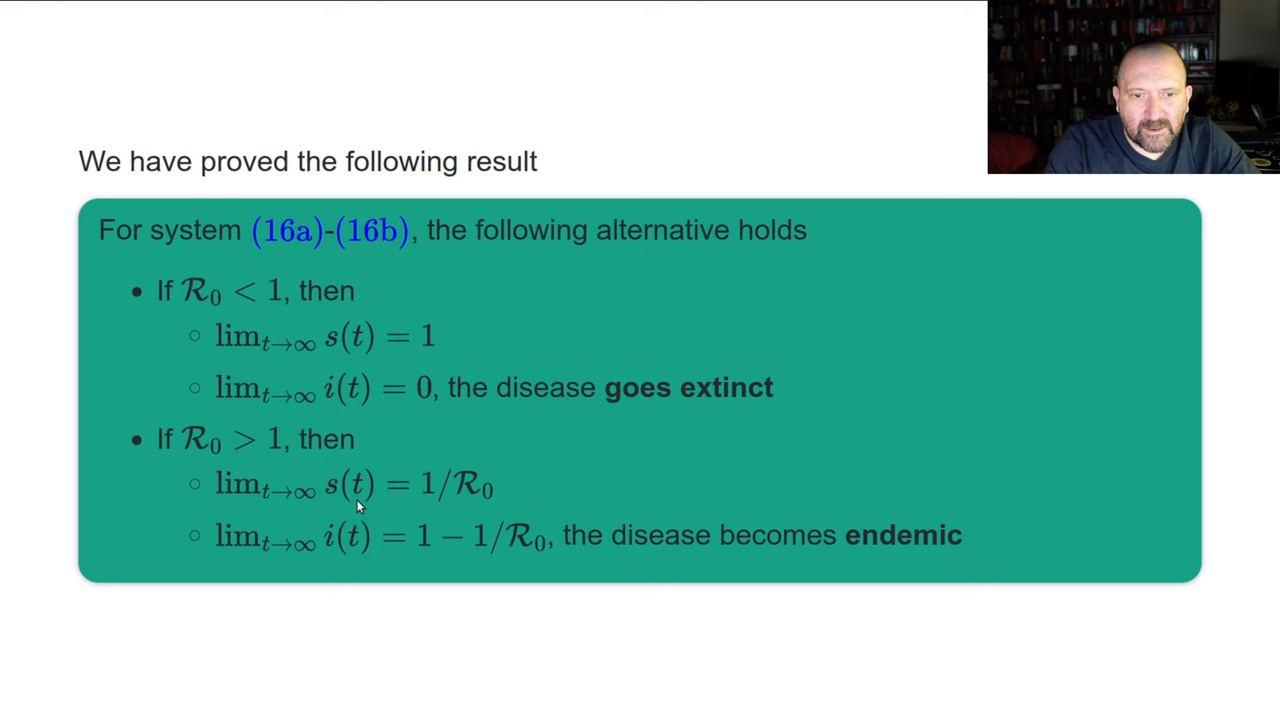 We have proved the following result
For system (16a)-(16b), the following alternative holds
• If ℛ₀ < 1, then
○ lim_{t→∞} s(t) = 1
○ lim_{t→∞} i(t) = 0, the disease goes extinct
• If ℛ₀ > 1, then
○ lim_{t→∞} s(t) = 1/ℛ₀
○ lim_{t→∞} i(t) = 1 − 1/ℛ₀, the disease becomes endemic